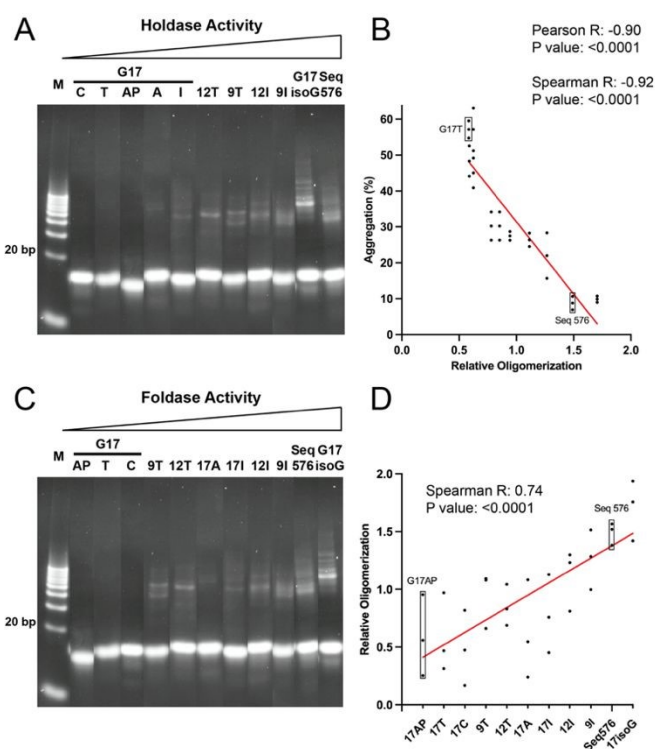 A
Holdase Activity
G17
G17 Seq
M C T AP A I 12T 9T 12I 9I isoG 576
20 bp
B
Pearson R: -0.90
P value: <0.0001
Spearman R: -0.92
P value: <0.0001
Aggregation (%)
60
50
40
30
20
10
0
G17T
Seq 576
0.0 0.5 1.0 1.5 2.0
Relative Oligomerization
C
Foldase Activity
G17
Seq G17
M AP T C 9T 12T 17A 17I 12I 9I 576 isoG
20 bp
D
Spearman R: 0.74
P value: <0.0001
Relative Oligomerization
2.0
1.5
1.0
0.5
0.0
G17AP
Seq 576
17AP 17T 17C 9T 12T 17A 17I 12I 9I Seq576 17isoG